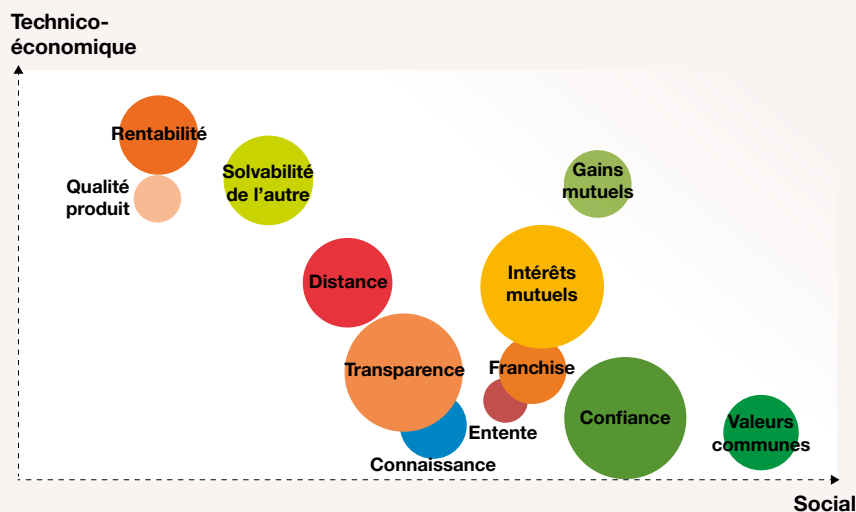 Technico-
économique
Rentabilité
Qualité
produit
Solvabilité
de l'autre
Gains
mutuels
Distance
Intérêts
mutuels
Transparence
Franchise
Entente
Connaissance
Confiance
Valeurs
communes
Social